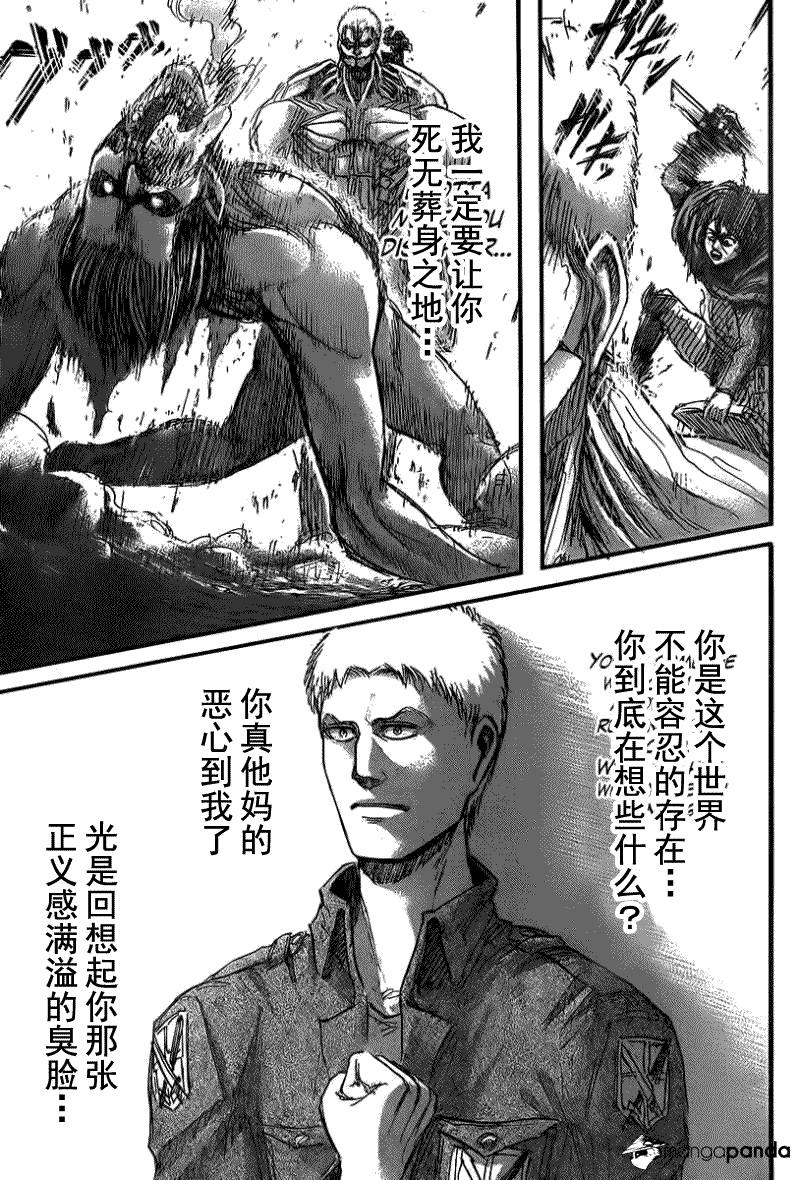 我一定要让你
死无葬身之地…
你是这个世界
不能容忍的存在…
你到底在想些什么？
你真他妈的
恶心到我了
光是回想起你那张
正义感满溢的臭脸…
mangapanda